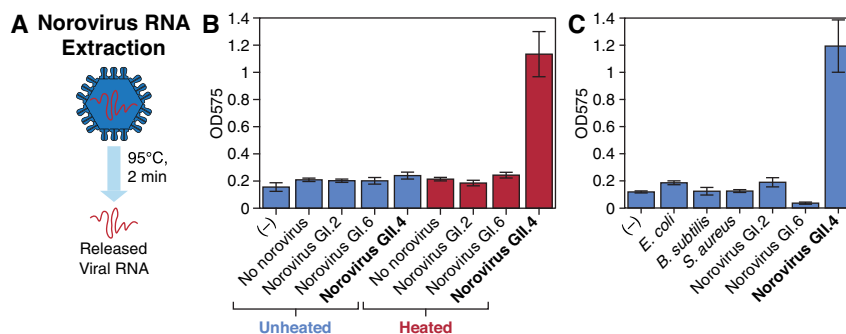 A Norovirus RNA
Extraction
95°C,
2 min
Released
Viral RNA
B
OD575
1.4
1.2
1
0.8
0.6
0.4
0.2
0
(–)
No norovirus
Norovirus GI.2
Norovirus GI.6
Norovirus GII.4
No norovirus
Norovirus GI.2
Norovirus GI.6
Norovirus GII.4
Unheated
Heated
C
OD575
1.4
1.2
1
0.8
0.6
0.4
0.2
0
(–)
E. coli
B. subtilis
S. aureus
Norovirus GI.2
Norovirus GI.6
Norovirus GII.4